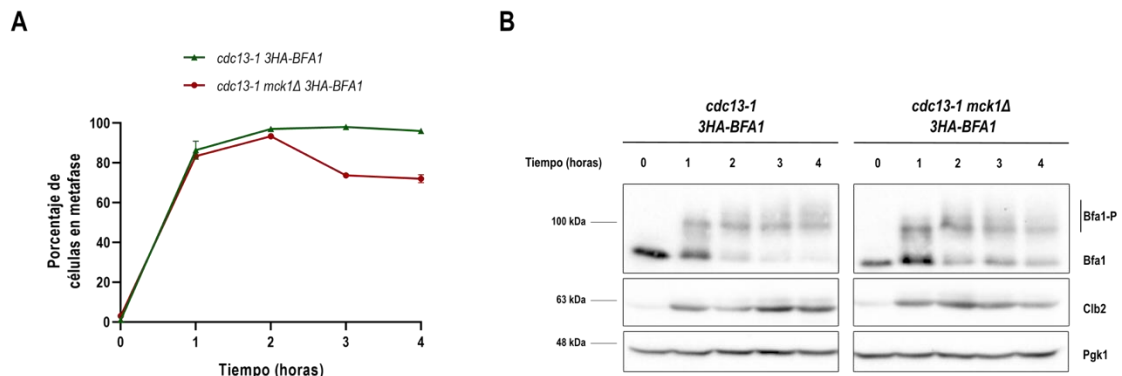 A
cdc13-1 3HA-BFA1
cdc13-1 mck1Δ 3HA-BFA1
Porcentaje de
células en metafase
100
80
60
40
20
0
0 1 2 3 4
Tiempo (horas)
B
cdc13-1
3HA-BFA1
cdc13-1 mck1Δ
3HA-BFA1
Tiempo (horas) 0 1 2 3 4 0 1 2 3 4
100 kDa
Bfa1-P
Bfa1
63 kDa
Clb2
48 kDa
Pgk1